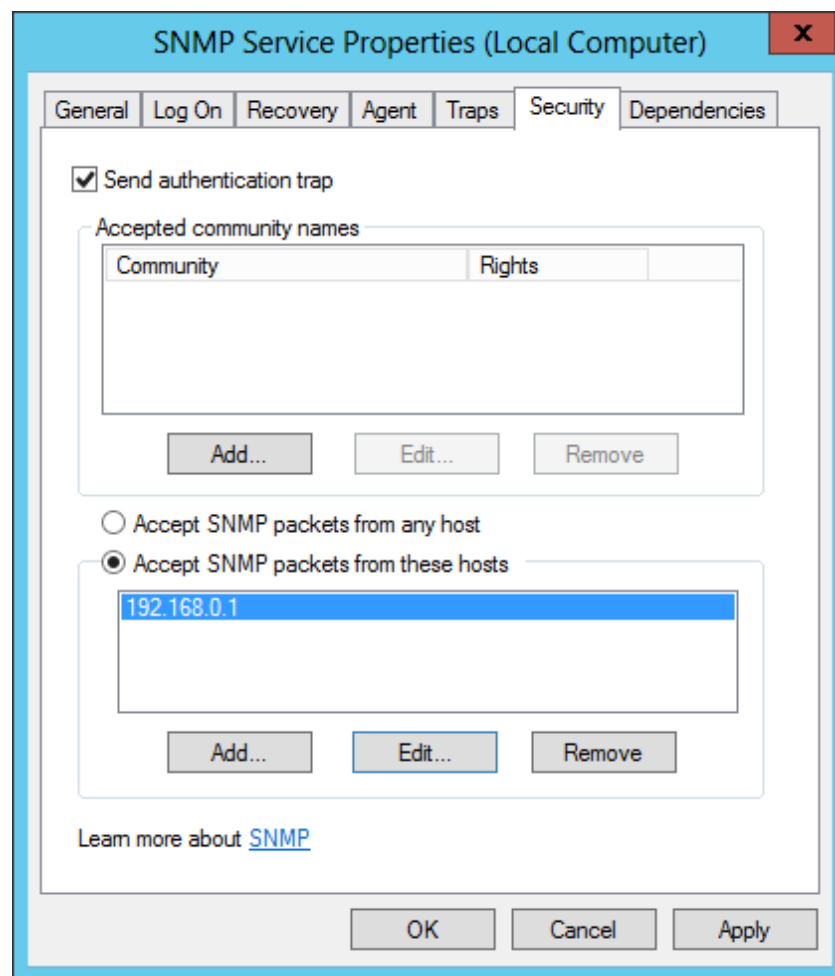 SNMP Service Properties (Local Computer)
x
General Log On Recovery Agent Traps Security Dependencies
Send authentication trap
Accepted community names
Community Rights
Add... Edit... Remove
Accept SNMP packets from any host
Accept SNMP packets from these hosts
192.168.0.1
Add... Edit... Remove
Learn more about SNMP
OK Cancel Apply